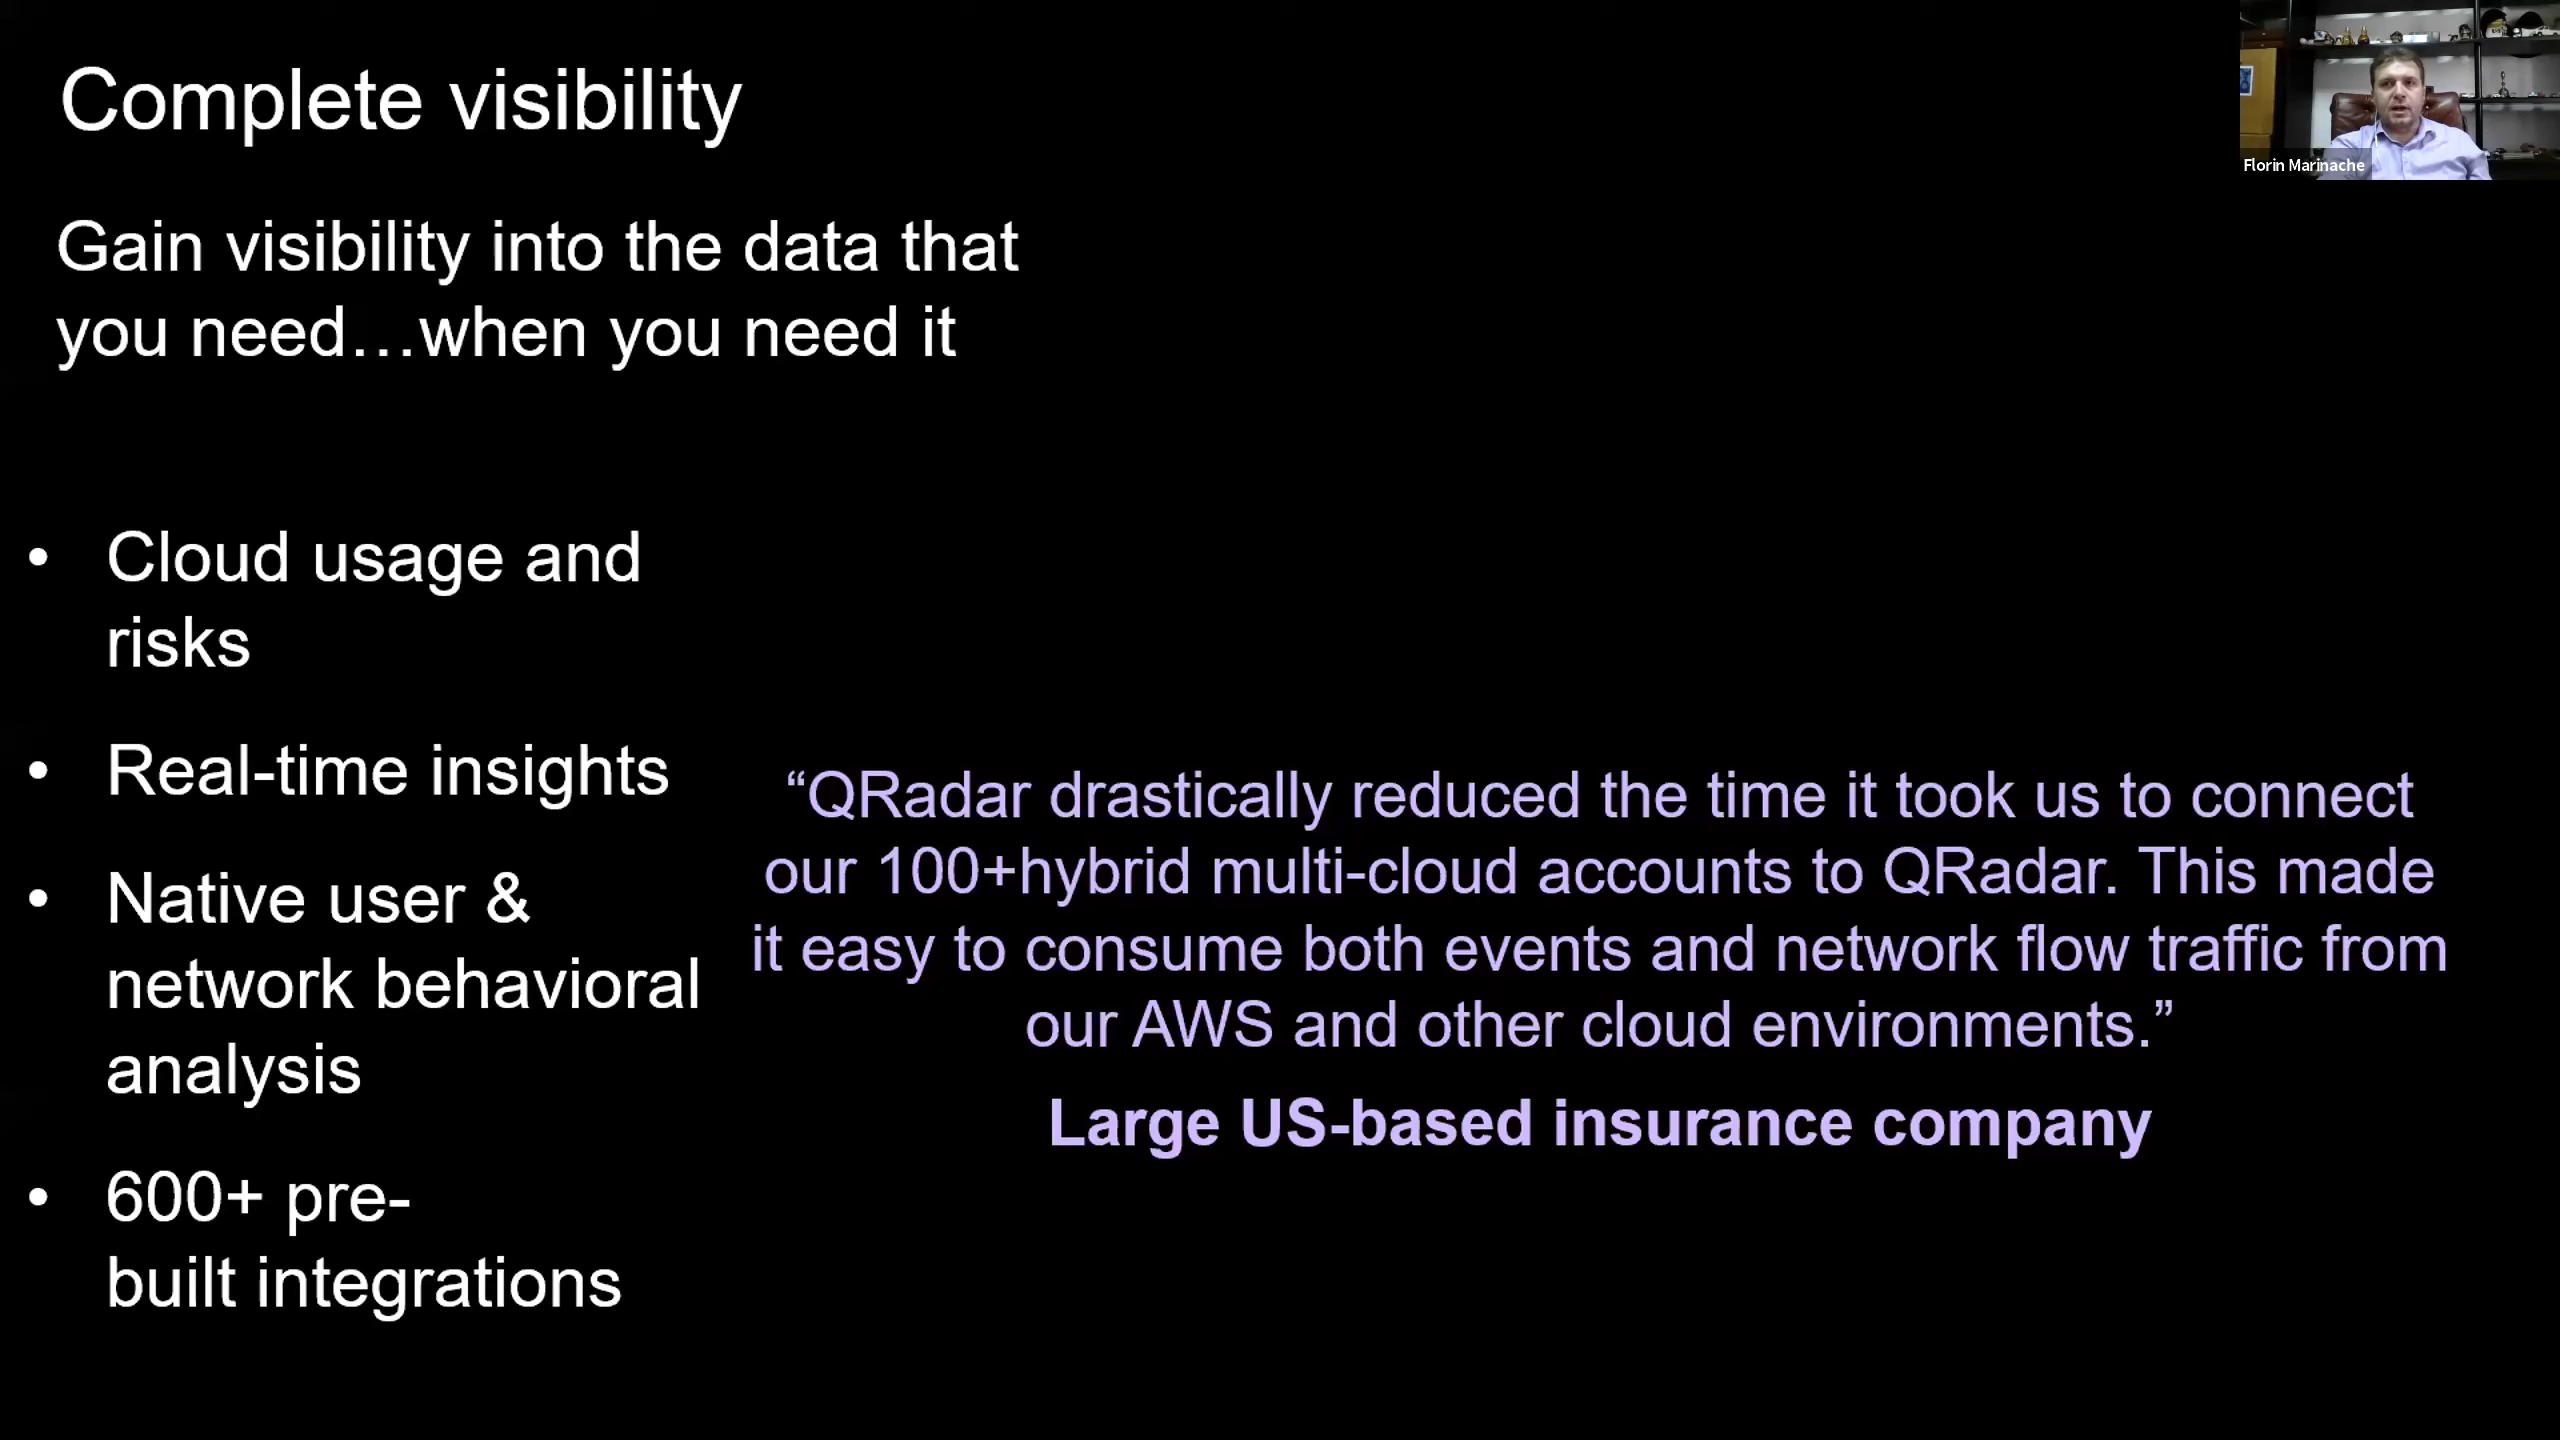 Complete visibility
Florin Marinache
Gain visibility into the data that
you need…when you need it
• Cloud usage and
risks
• Real-time insights
• Native user &
network behavioral
analysis
• 600+ pre-
built integrations
“QRadar drastically reduced the time it took us to connect
our 100+hybrid multi-cloud accounts to QRadar. This made
it easy to consume both events and network flow traffic from
our AWS and other cloud environments.”
Large US-based insurance company